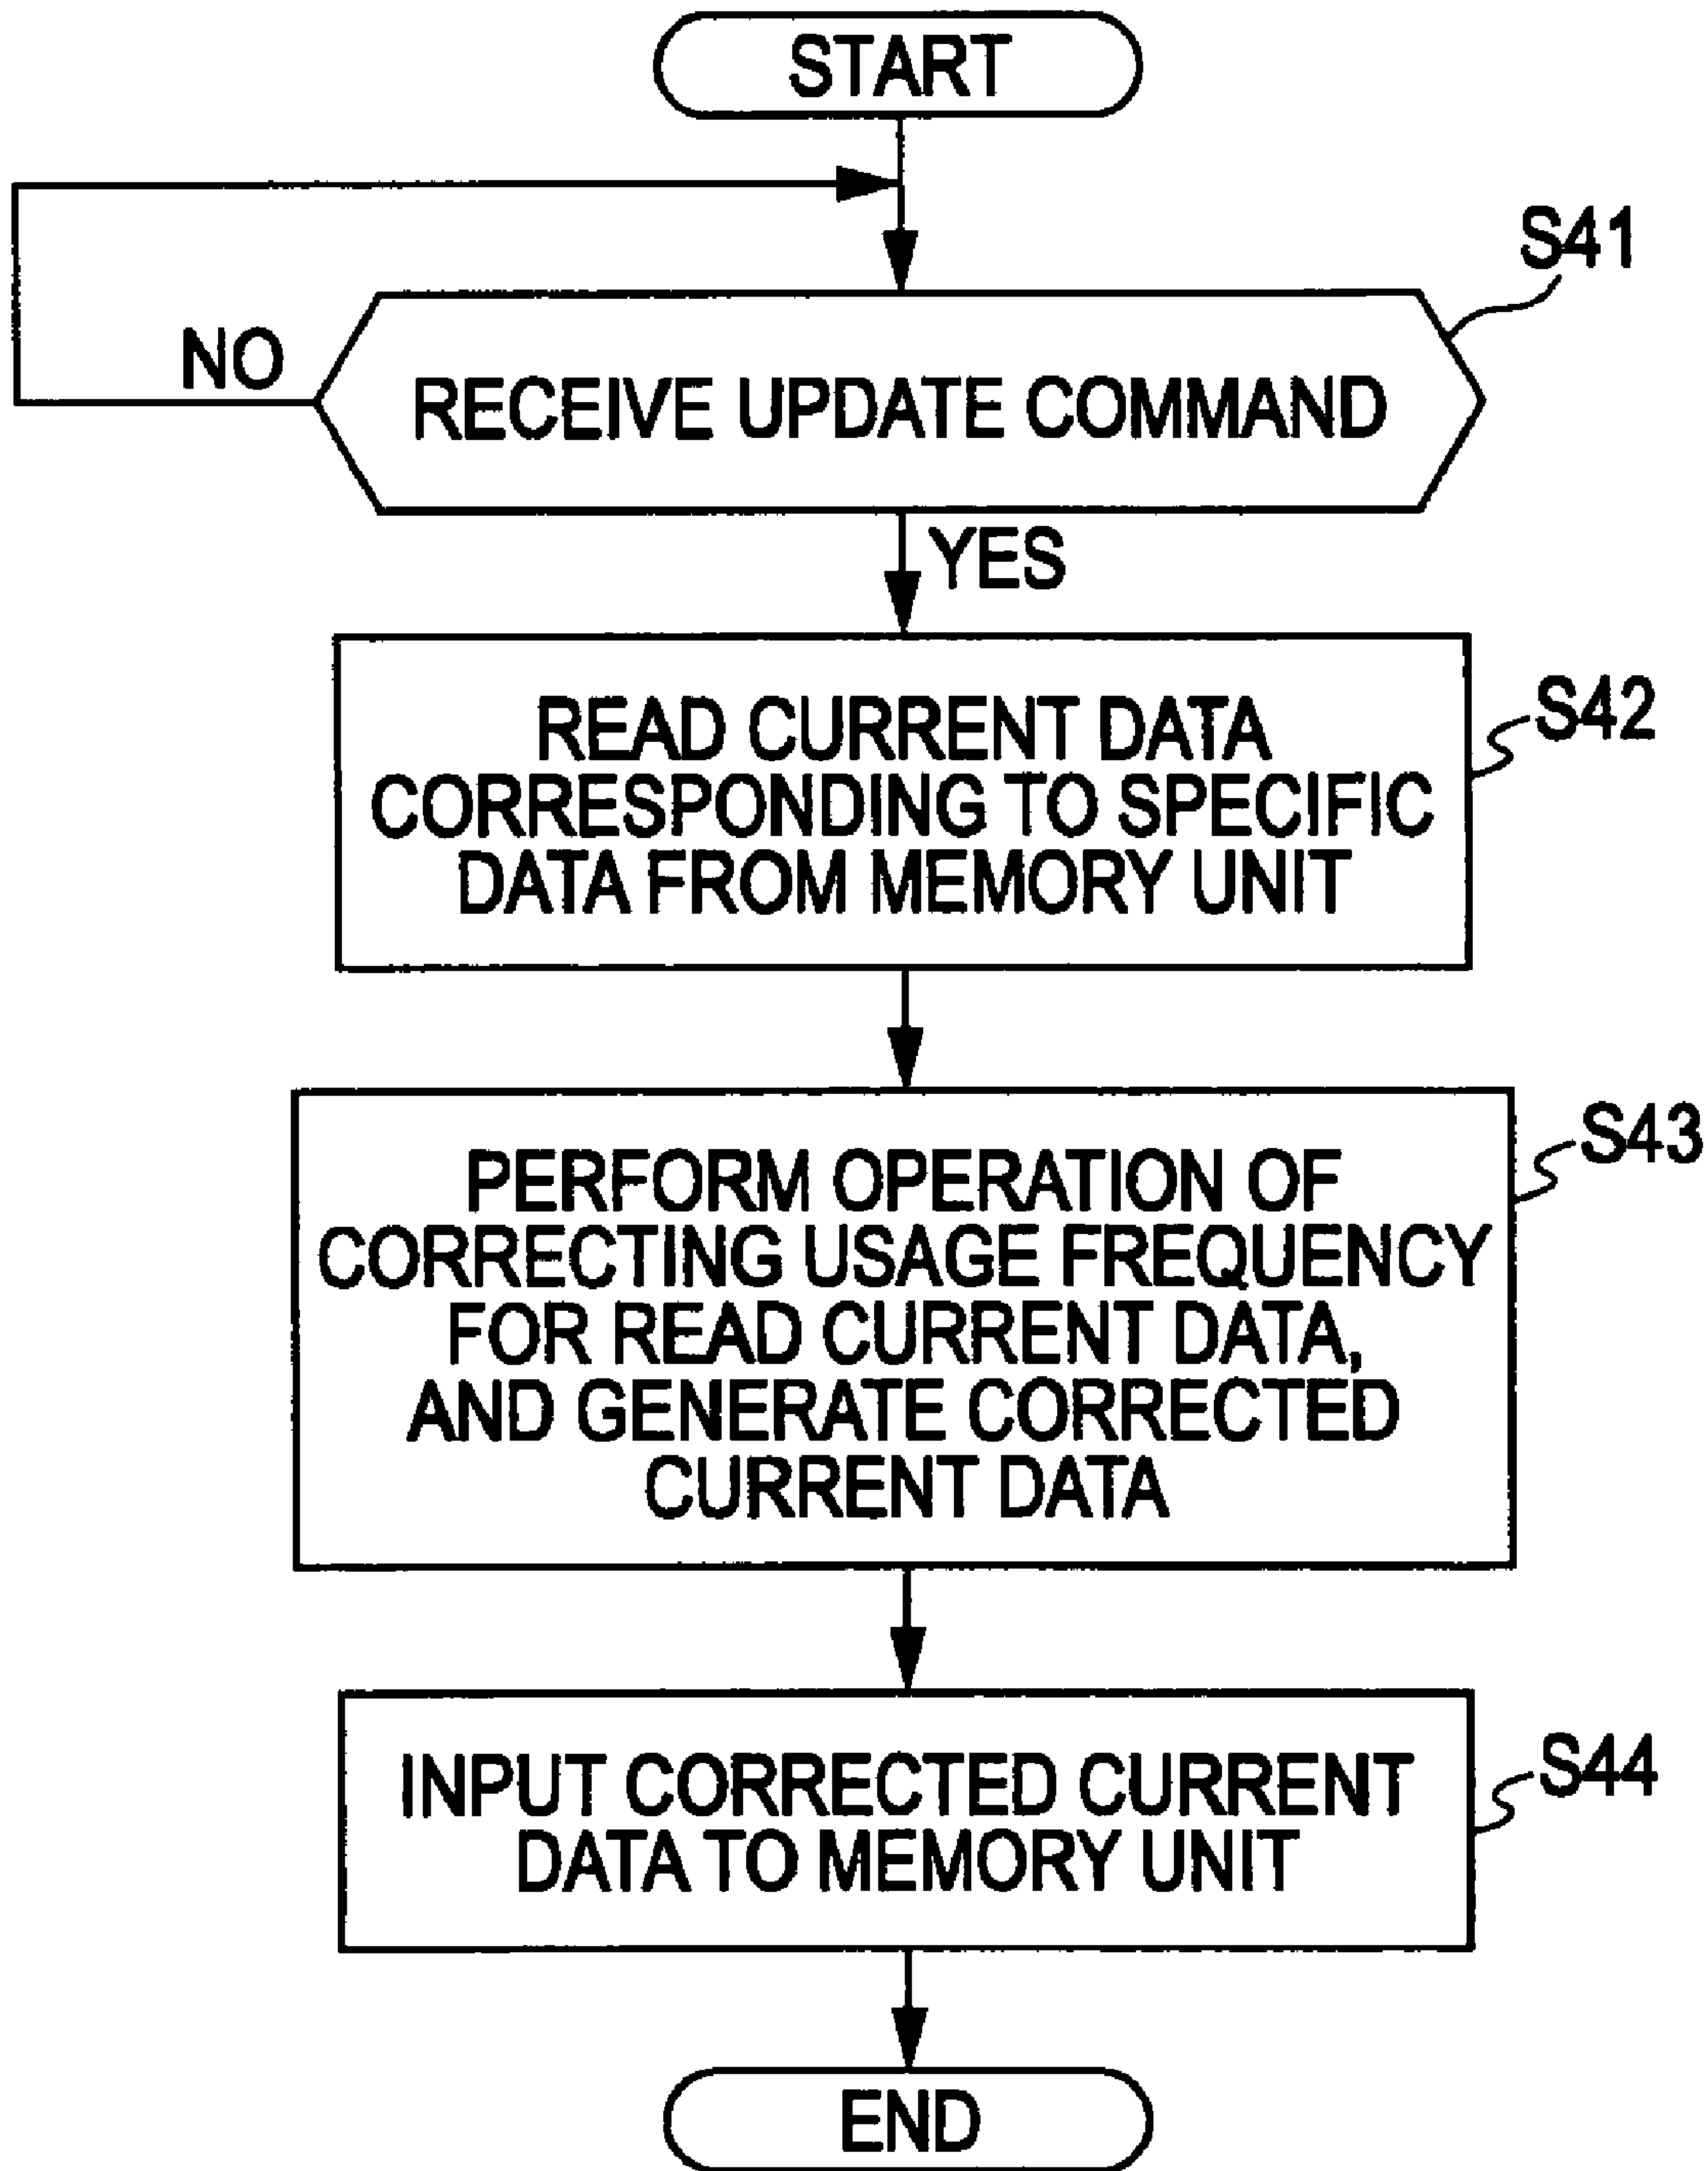 START
S41
NO
RECEIVE UPDATE COMMAND
YES
S42
READ CURRENT DATA
CORRESPONDING TO SPECIFIC
DATA FROM MEMORY UNIT
S43
PERFORM OPERATION OF
CORRECTING USAGE FREQUENCY
FOR READ CURRENT DATA,
AND GENERATE CORRECTED
CURRENT DATA
S44
INPUT CORRECTED CURRENT
DATA TO MEMORY UNIT
END